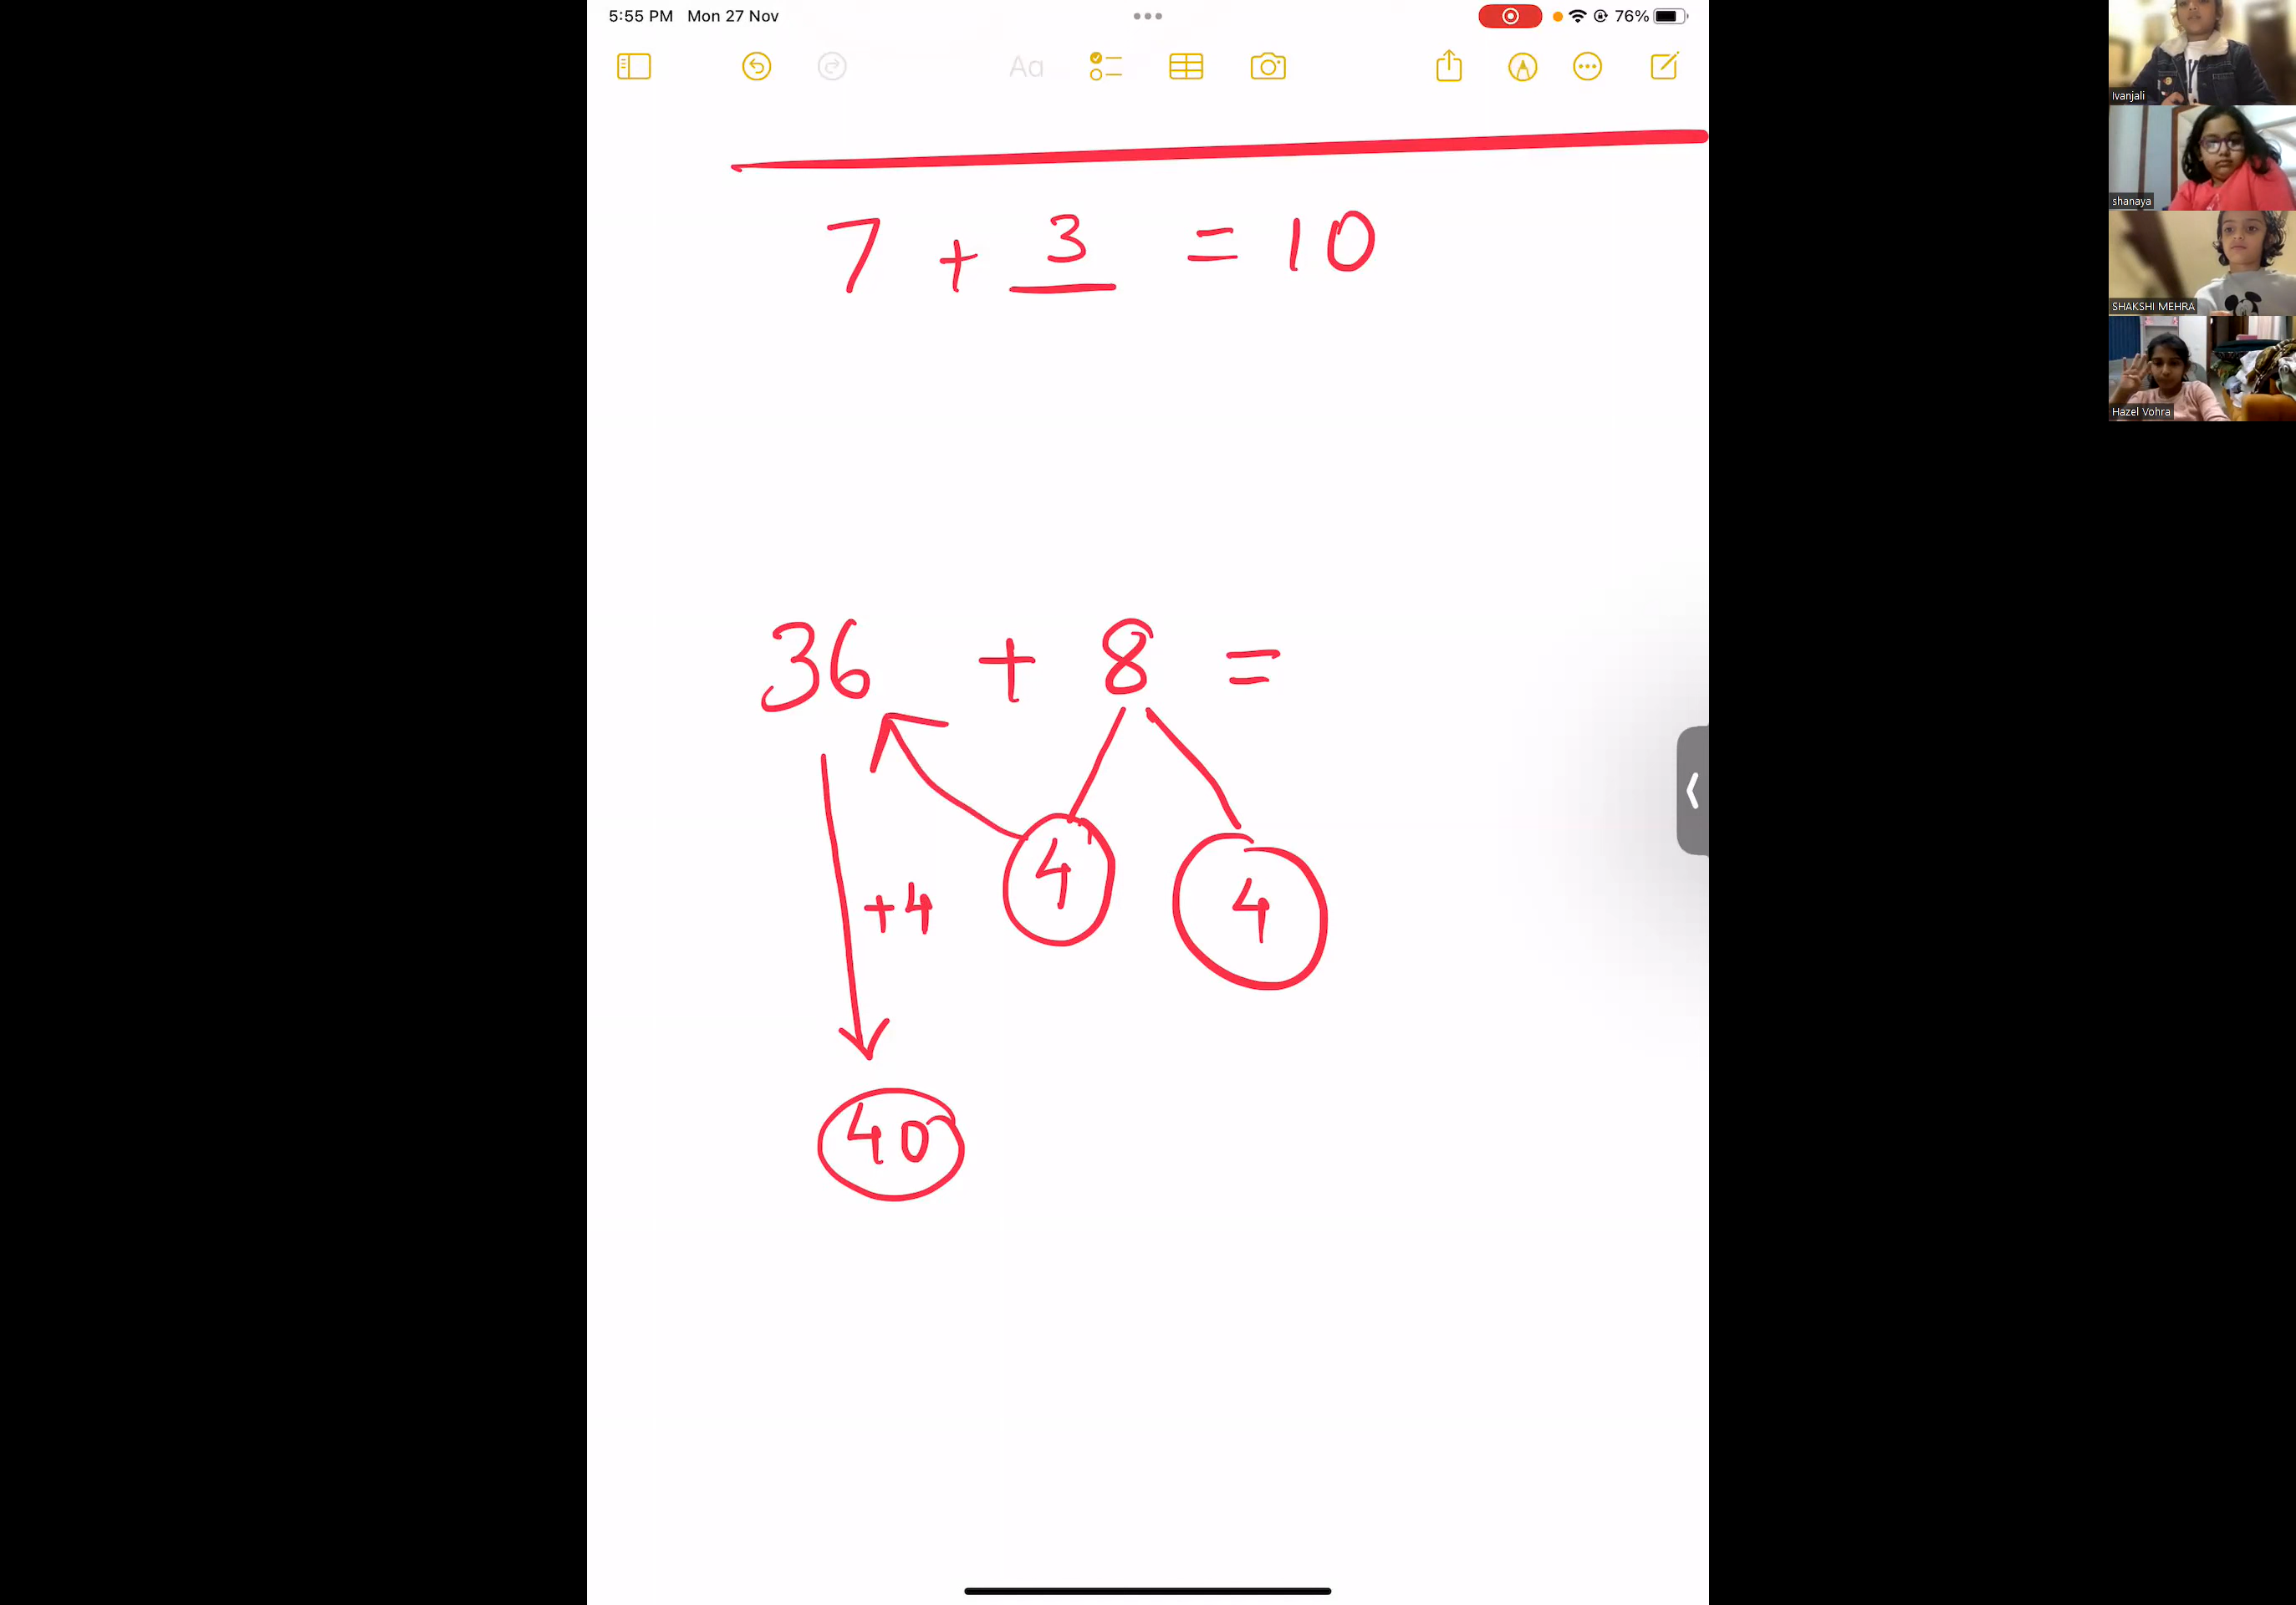 5:55 PM Mon 27 Nov
76%
Aa
Ivanjali
shanaya
SHAKSHI MEHRA
Hazel Vohra
7 + 3 = 10
36 + 8 =
+4 4 4
40